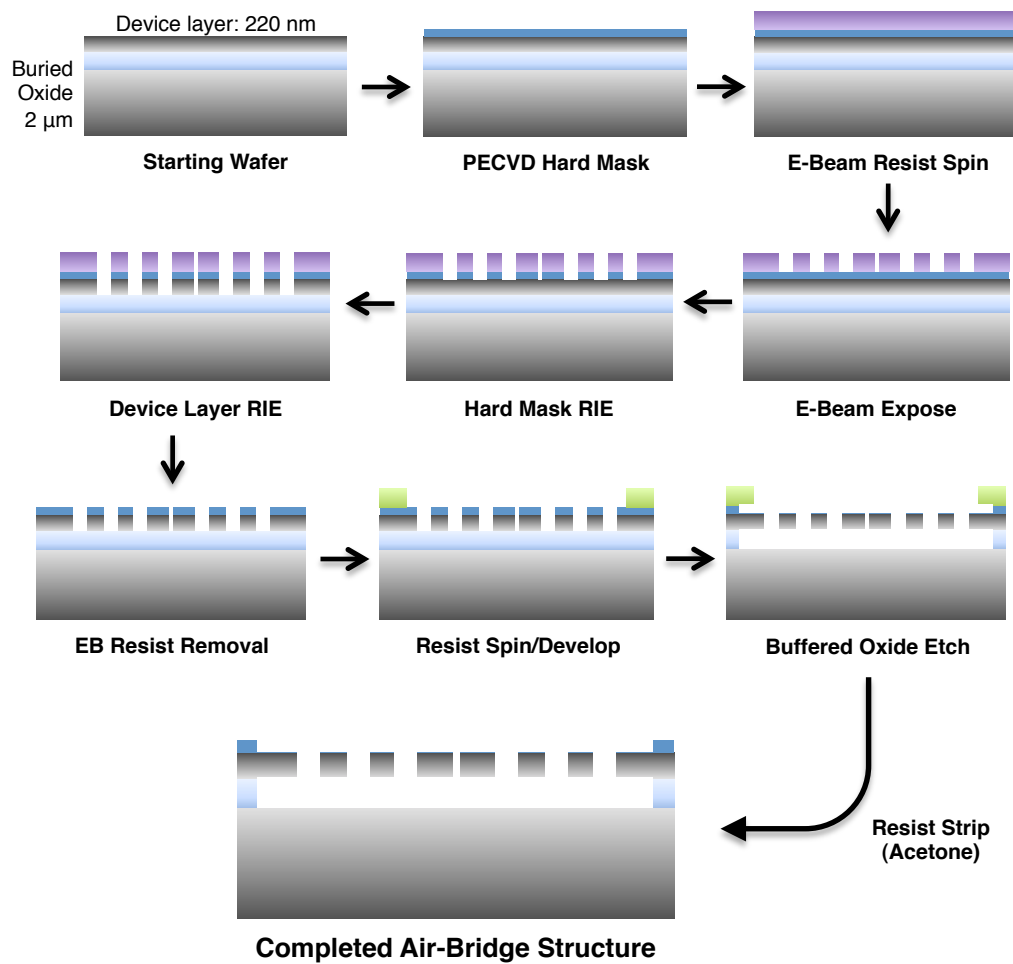 Device layer: 220 nm
Buried
Oxide
2 µm
Starting Wafer
PECVD Hard Mask
E-Beam Resist Spin
Device Layer RIE
Hard Mask RIE
E-Beam Expose
EB Resist Removal
Resist Spin/Develop
Buffered Oxide Etch
Resist Strip
(Acetone)
Completed Air-Bridge Structure